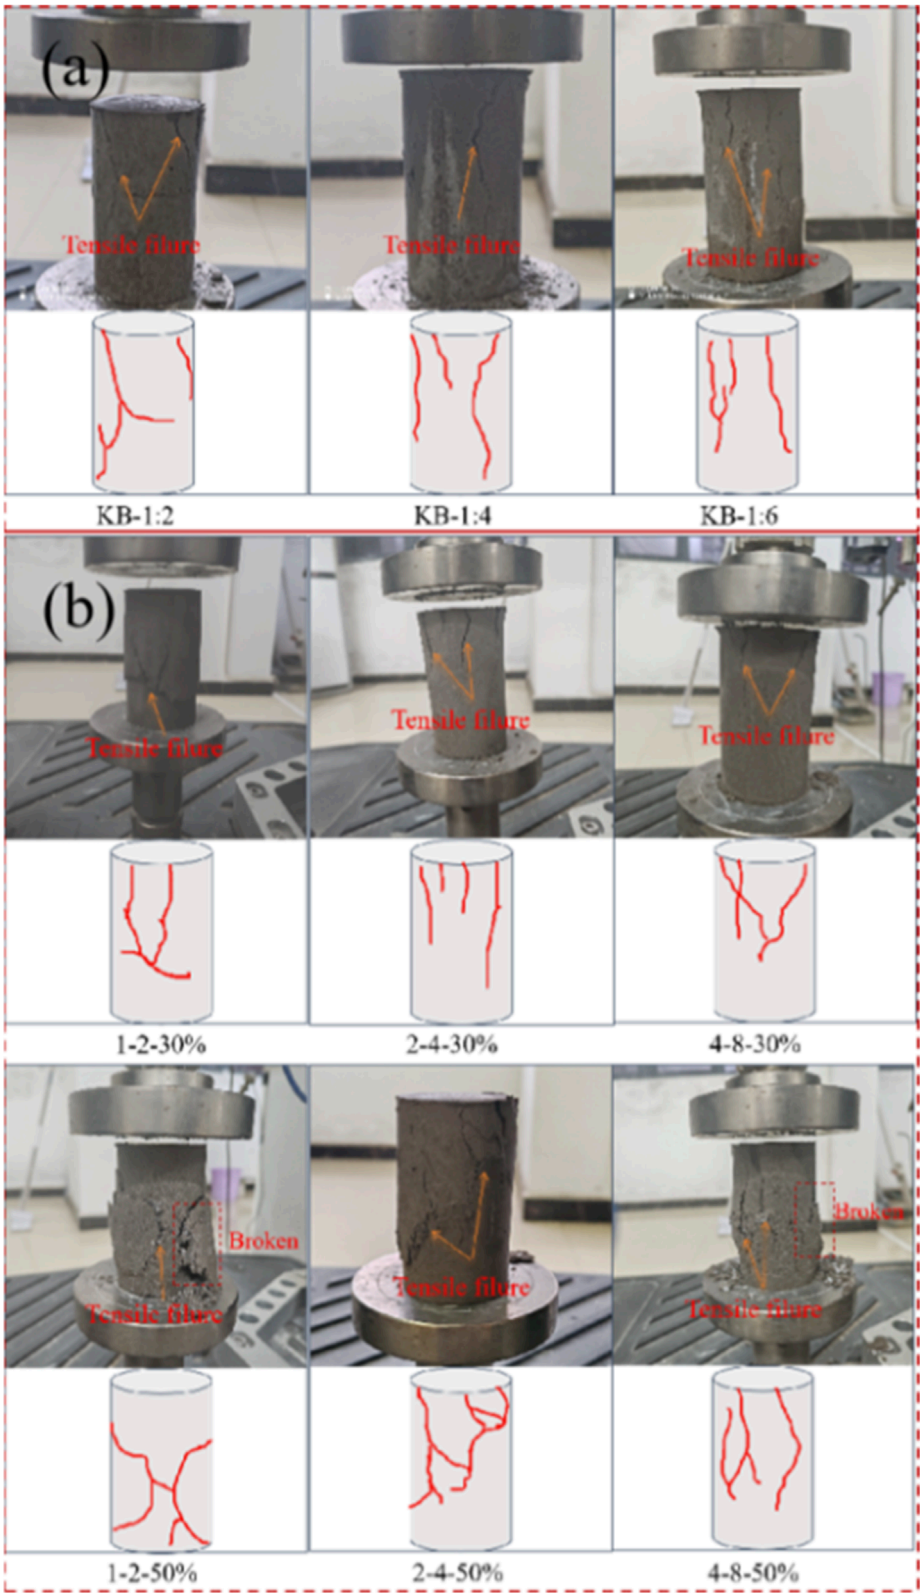 (a)
Tensile filure
Tensile filure
Tensile filure
KB-1:2
KB-1:4
KB-1:6
(b)
Tensile filure
Tensile filure
Tensile filure
1-2-30%
2-4-30%
4-8-30%
Broken
Broken
Tensile filure
Tensile filure
Tensile filure
1-2-50%
2-4-50%
4-8-50%